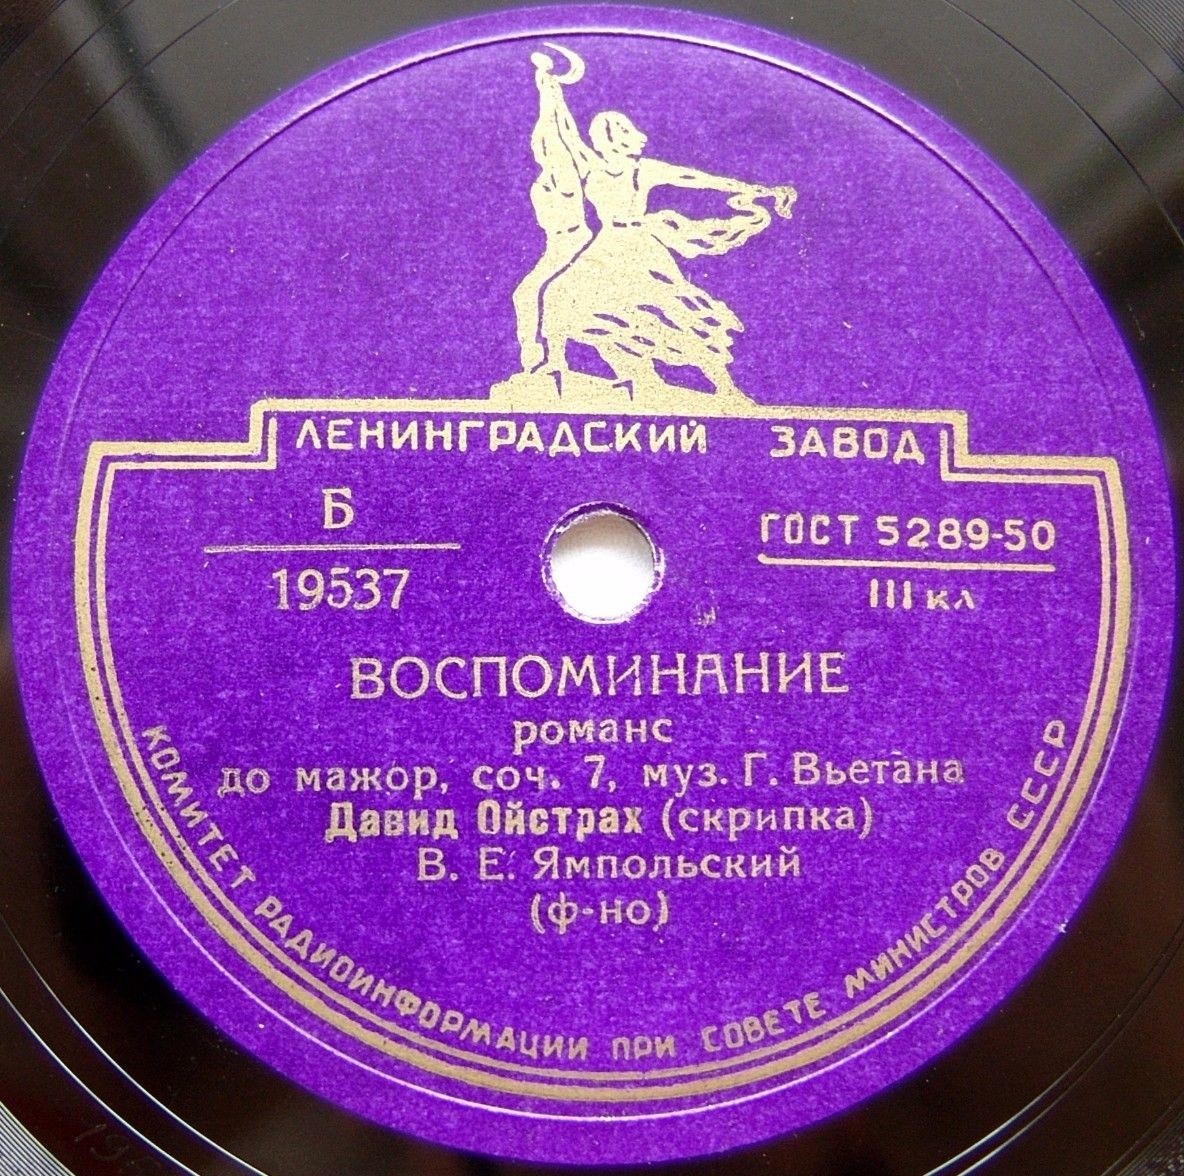 ЛЕНИНГРАДСКИЙ ЗАВОД
Б
19537
ГОСТ 5289-50
III кл
ВОСПОМИНАНИЕ
романс
до мажор, соч. 7, муз. Г. Вьетана
Давид Ойстрах (скрипка)
В. Е. Ямпольский
(ф-но)
КОМИТЕТ РАДИОИНФОРМАЦИИ ПРИ СОВЕТЕ МИНИСТРОВ СССР